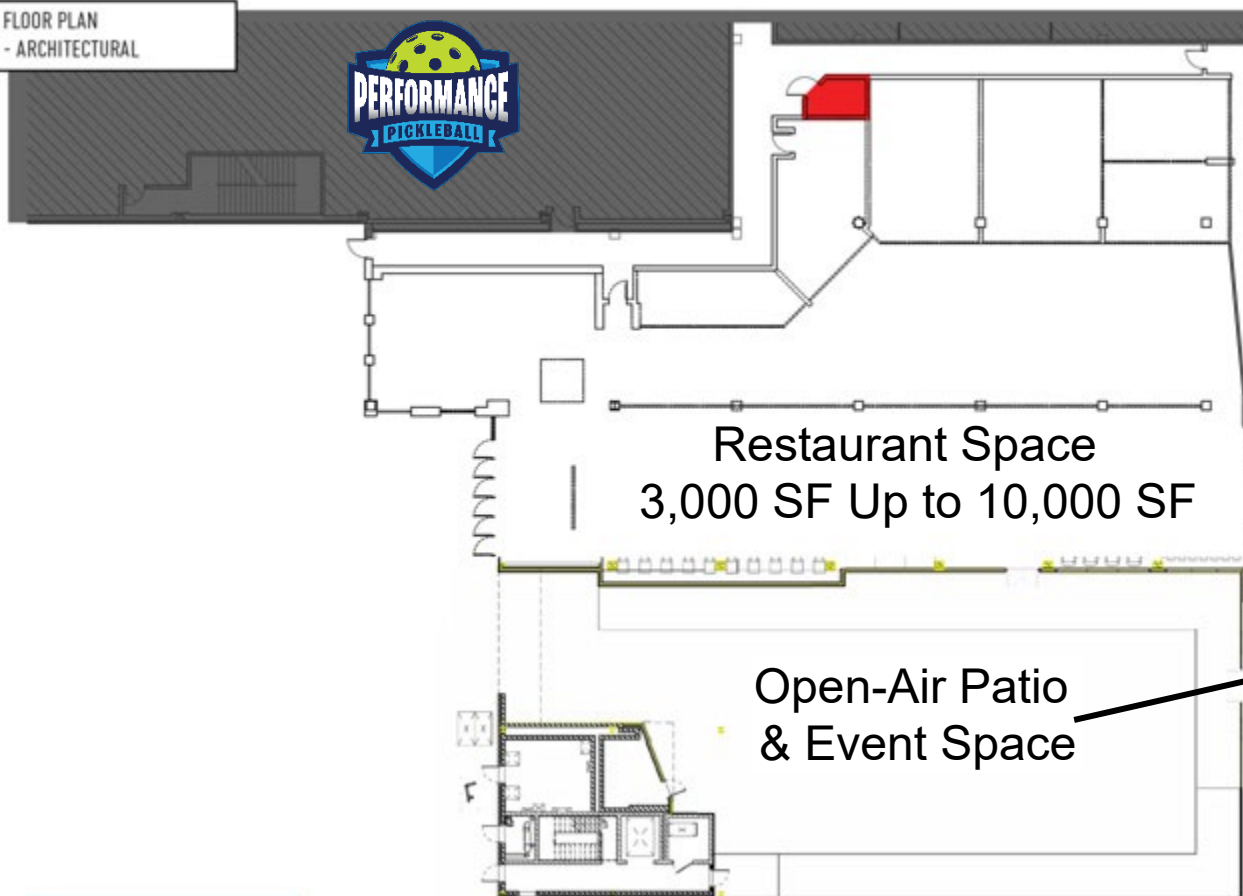 FLOOR PLAN
- ARCHITECTURAL
PERFORMANCE
PICKLEBALL
Restaurant Space
3,000 SF Up to 10,000 SF
Open-Air Patio
& Event Space